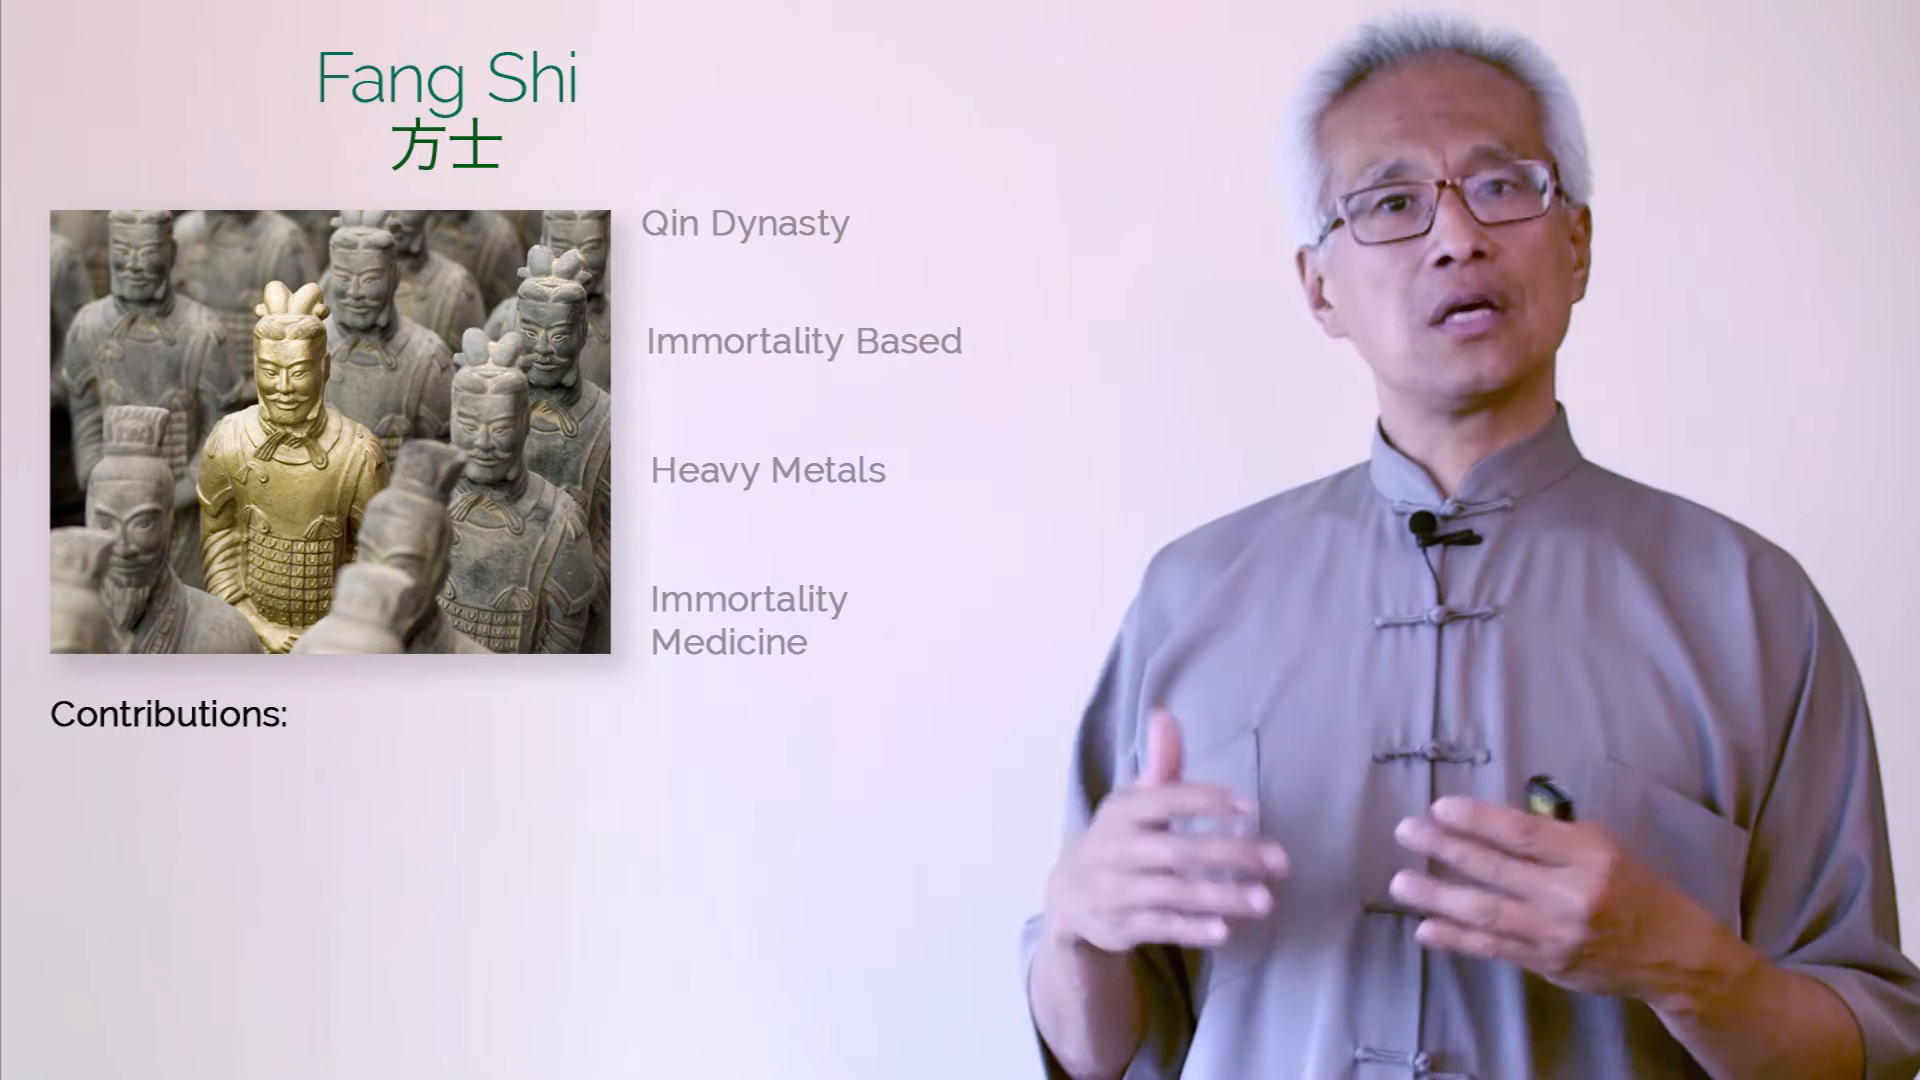 Fang Shi
方士
Qin Dynasty
Immortality Based
Heavy Metals
Immortality
Medicine
Contributions: